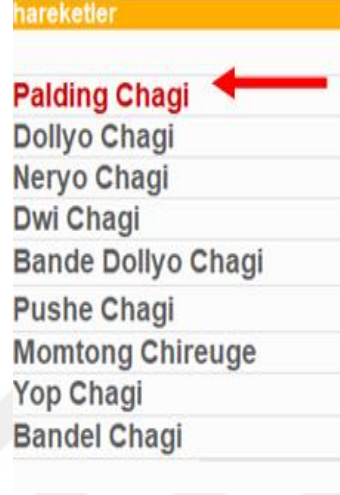 hareketler
Palding Chagi
Dollyo Chagi
Neryo Chagi
Dwi Chagi
Bande Dollyo Chagi
Pushe Chagi
Momtong Chireuge
Yop Chagi
Bandel Chagi